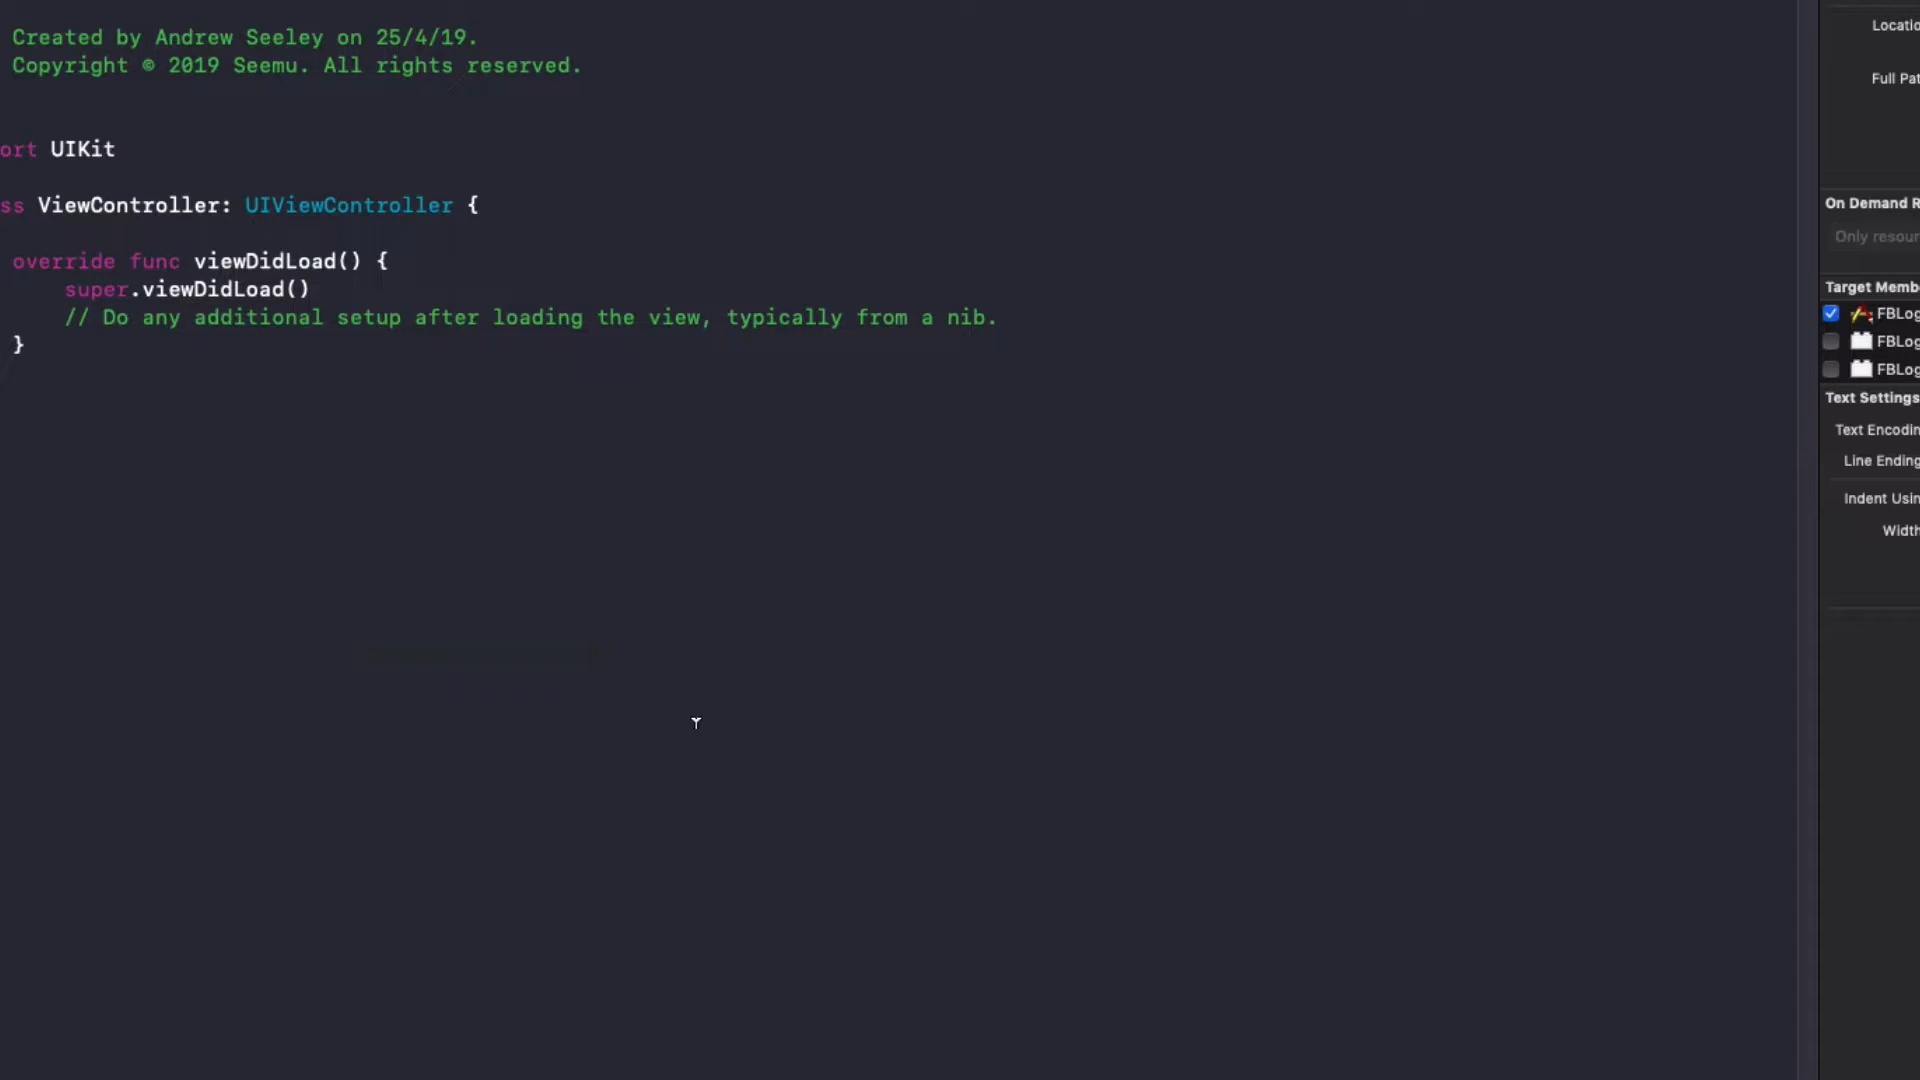 Created by Andrew Seeley on 25/4/19.
Copyright © 2019 Seemu. All rights reserved.
ort UIKit
ss ViewController: UIViewController {
override func viewDidLoad() {
super.viewDidLoad()
// Do any additional setup after loading the view, typically from a nib.
}
Locatio
Full Pat
On Demand R
Only resour
Target Memb
FBLog
FBLog
FBLog
Text Settings
Text Encodin
Line Ending
Indent Usin
Width